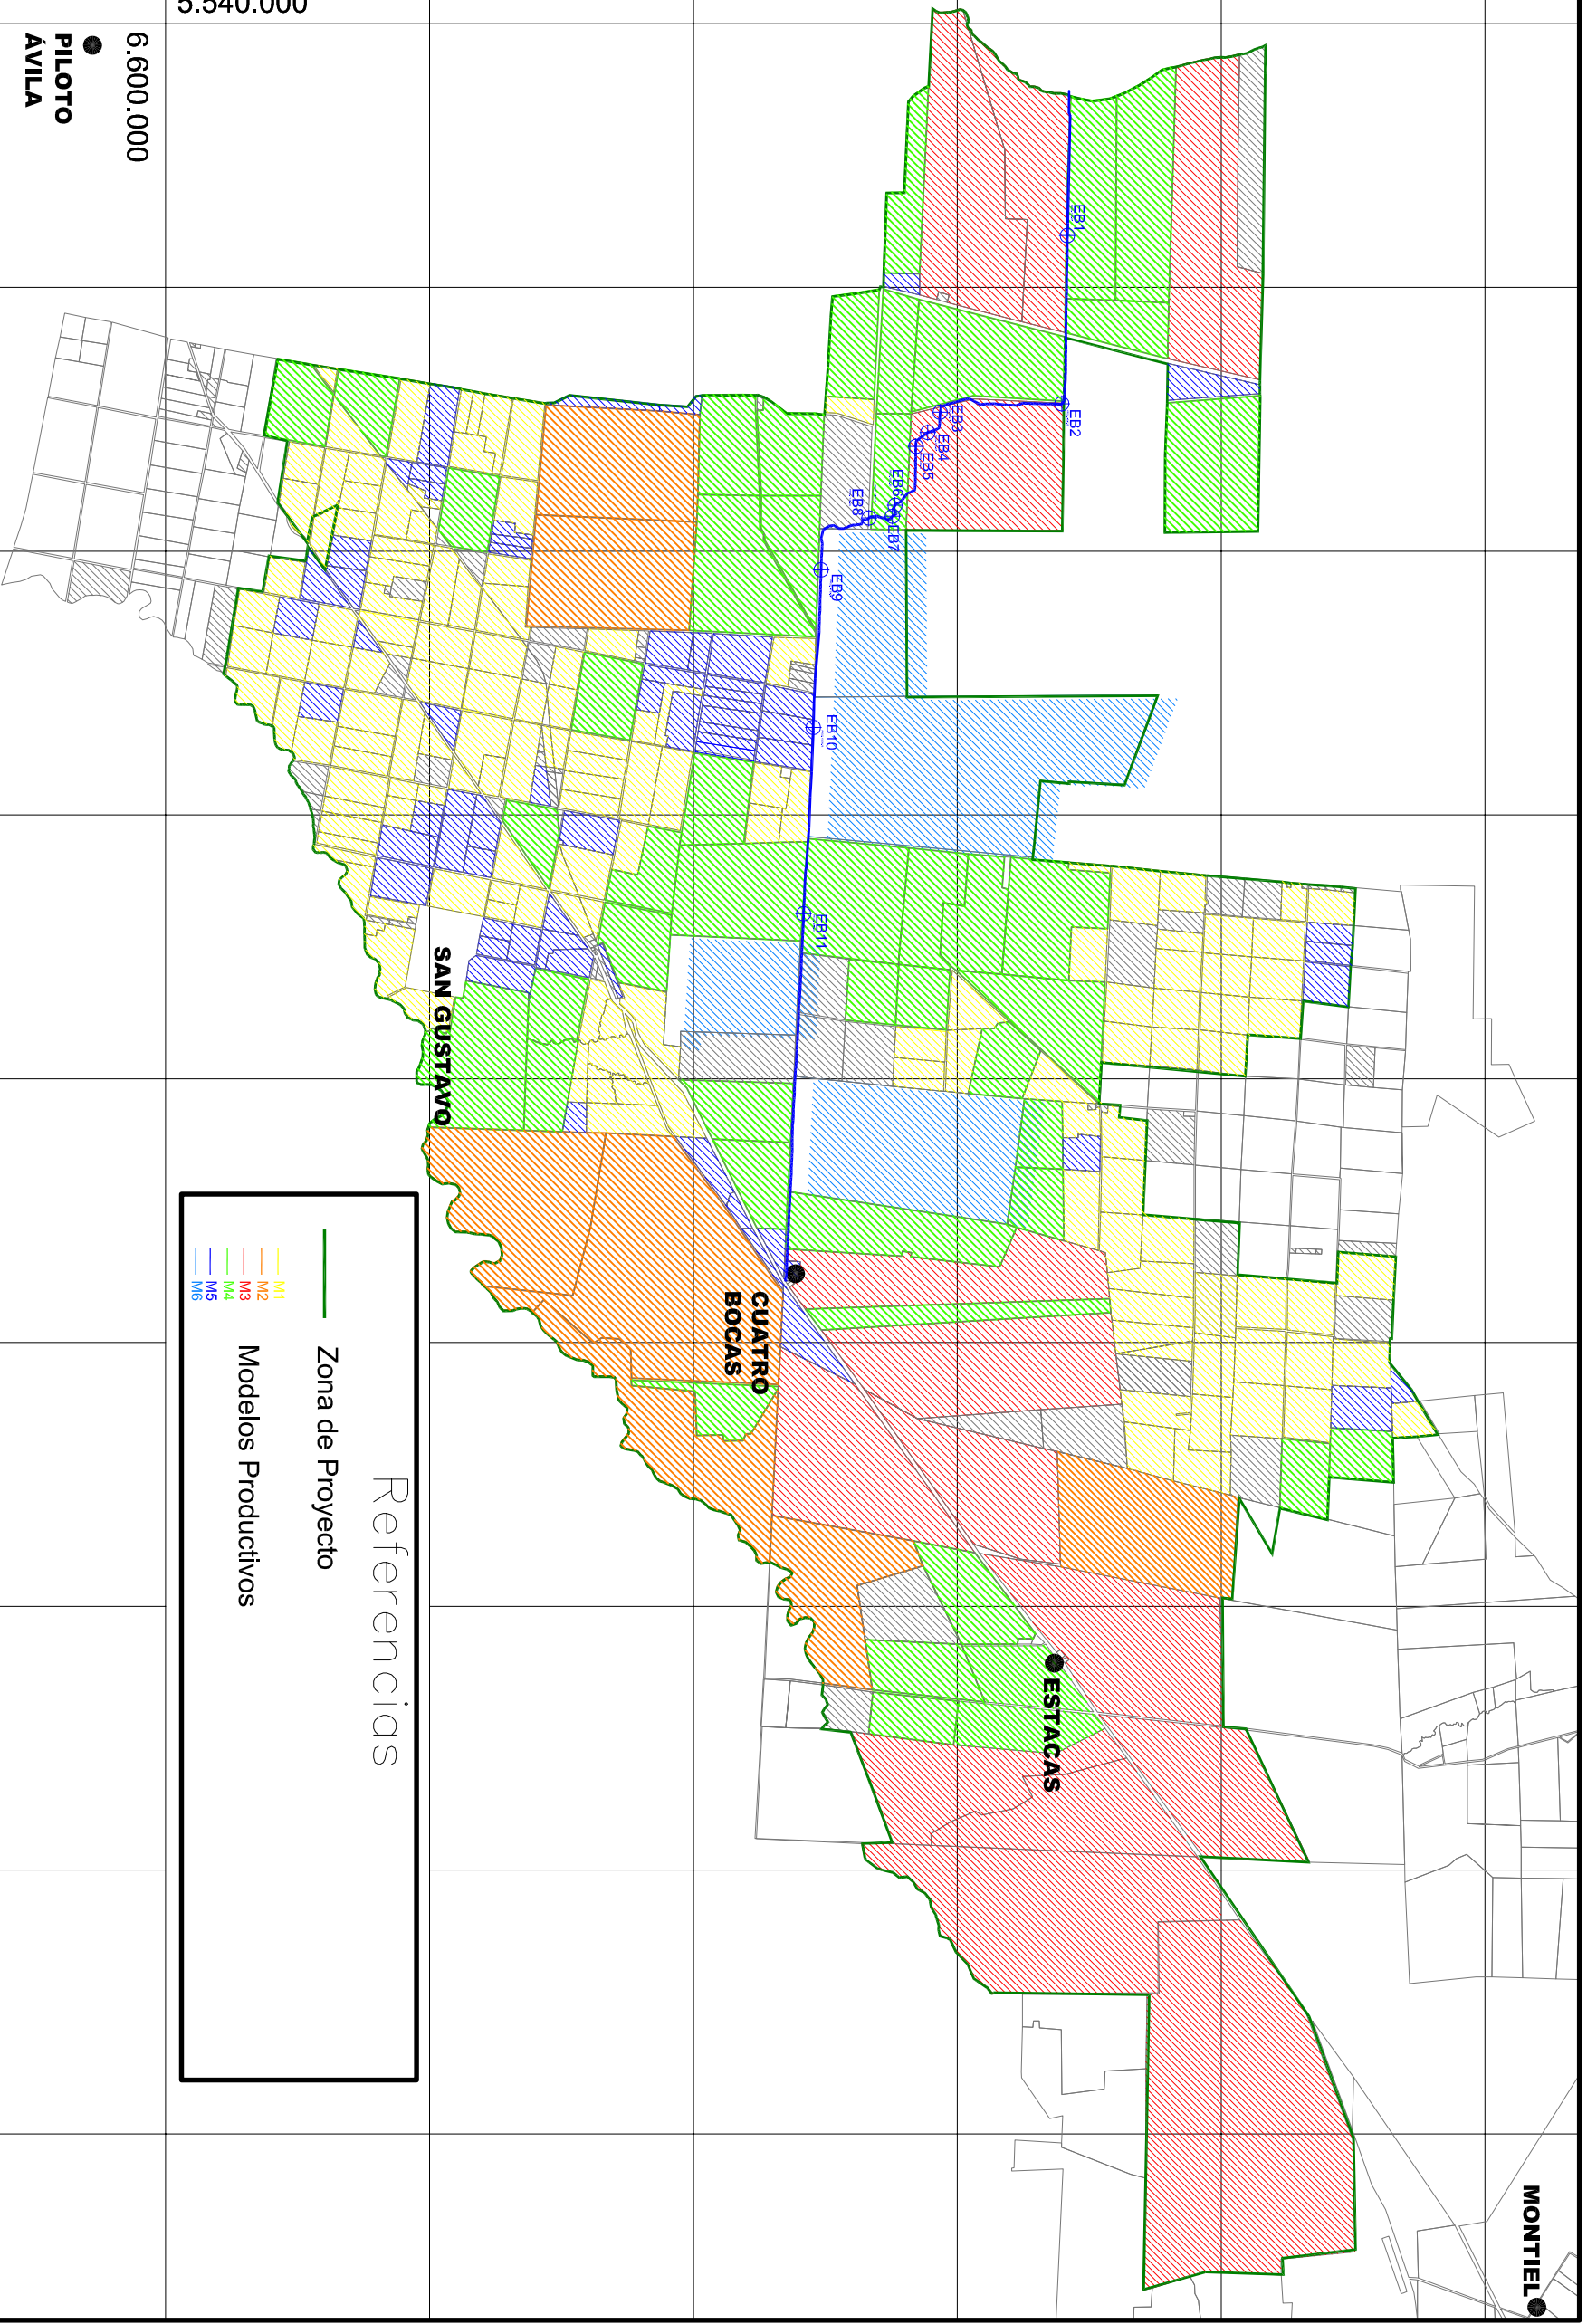 5.540.000
6.600.000
PILOTO
ÁVILA
EB1
EB2
EB3
EB4
EB5
EB6
EB7
EB8
EB9
EB10
EB11
SAN GUSTAVO
CUATRO
BOCAS
ESTACAS
MONTIEL
Referencias
Zona de Proyecto
Modelos Productivos
M1
M2
M3
M4
M5
M6